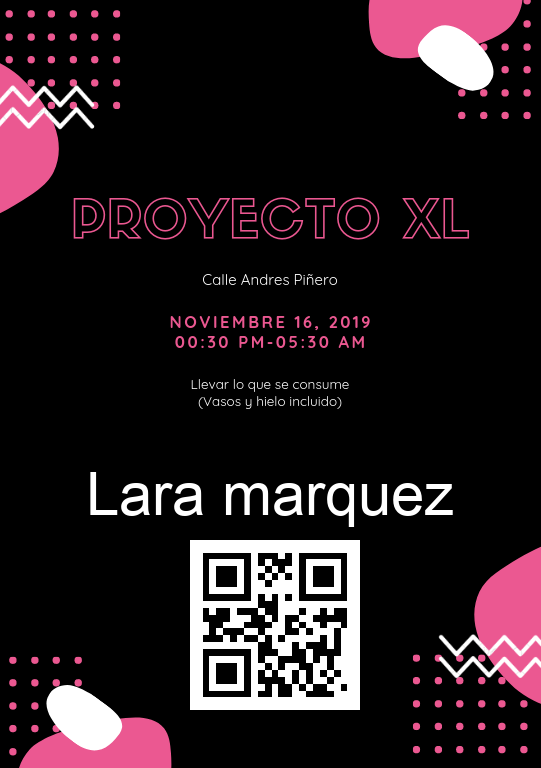 PROYECTO XL
Calle Andres Piñero
NOVIEMBRE 16, 2019
00:30 PM-05:30 AM
Llevar lo que se consume
(Vasos y hielo incluido)
Lara marquez